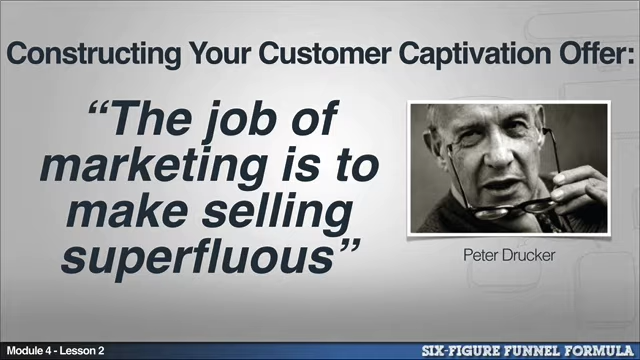 Constructing Your Customer Captivation Offer:
“The job of
marketing is to
make selling
superfluous”
Peter Drucker
Module 4 - Lesson 2
SIX-FIGURE FUNNEL FORMULA